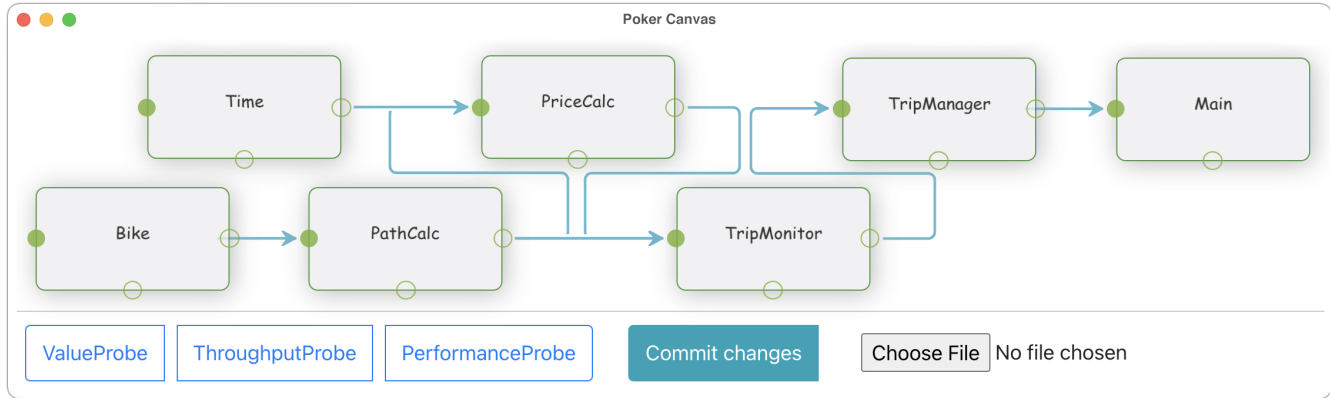 Poker Canvas
Time
PriceCalc
TripManager
Main
Bike
PathCalc
TripMonitor
ValueProbe
ThroughputProbe
PerformanceProbe
Commit changes
Choose File No file chosen